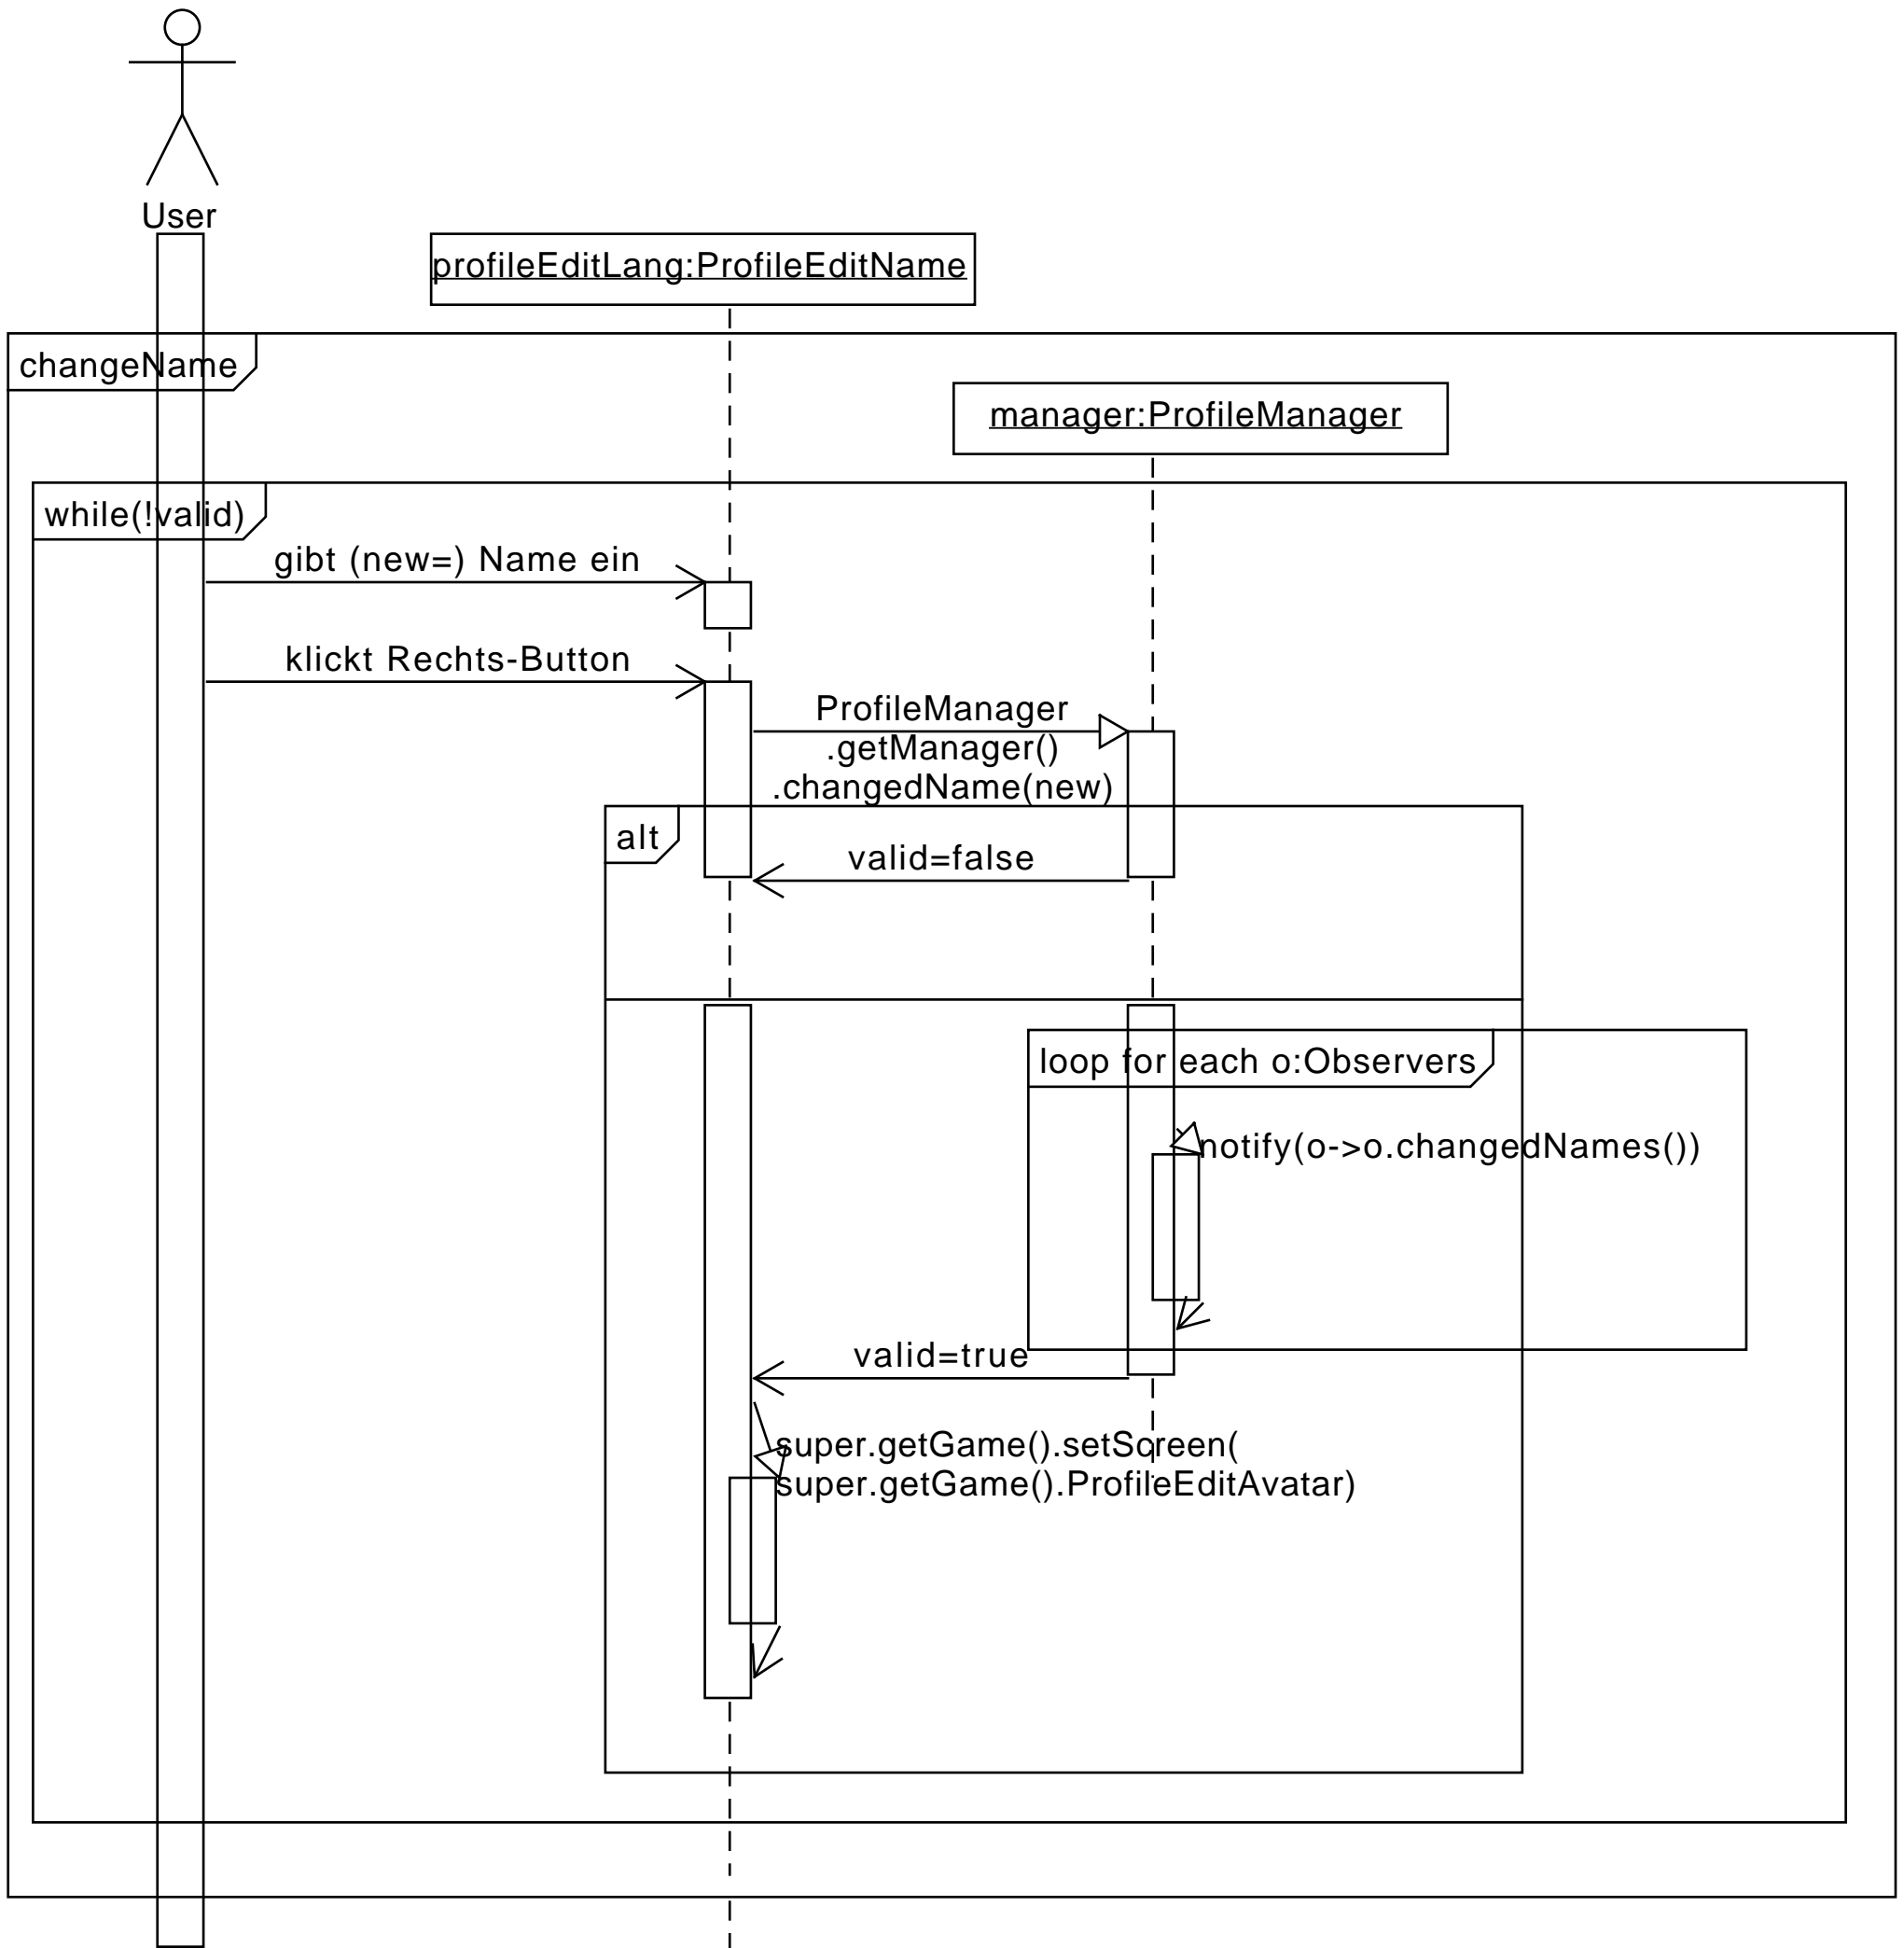 User
profileEditLang:ProfileEditName
changeName
manager:ProfileManager
while(!valid)
gibt (new=) Name ein
klickt Rechts-Button
ProfileManager
.getManager()
.changedName(new)
alt
valid=false
loop for each o:Observers
notify(o->o.changedNames())
valid=true
super.getGame().setScreen(
super.getGame().ProfileEditAvatar)